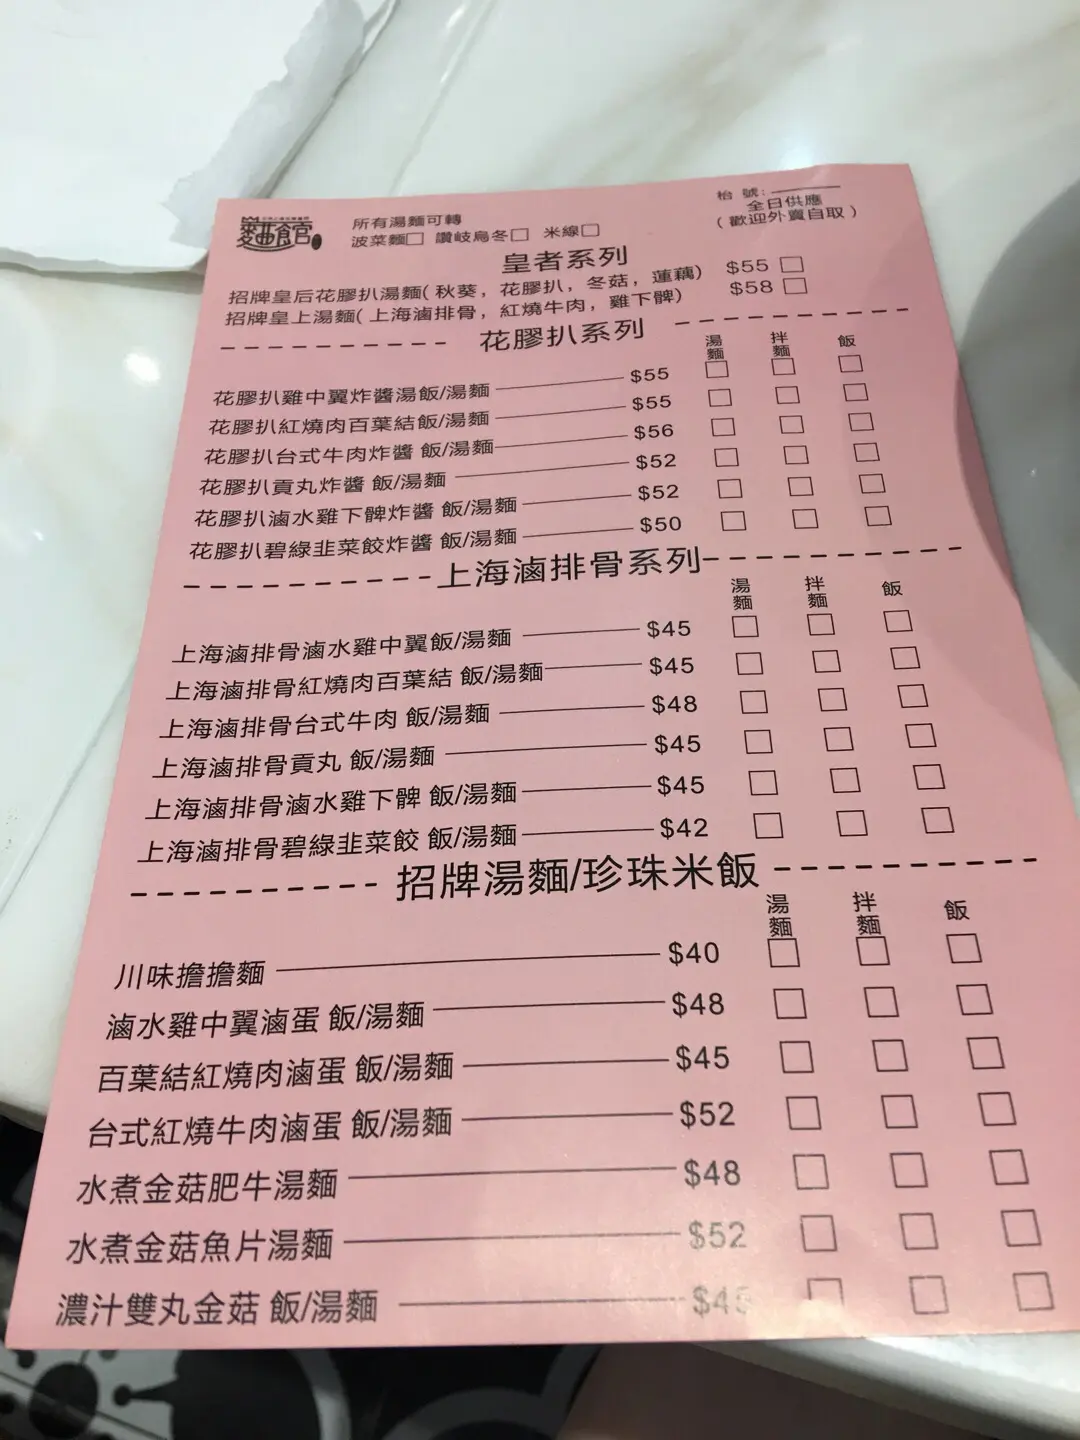 麵館
所有湯麵可轉
波菜麵□ 讚岐烏冬□ 米線□
枱 號:
全日供應
(歡迎外賣自取)
皇者系列
招牌皇后花膠扒湯麵(秋葵，花膠扒，冬菇，蓮藕) $55 □
招牌皇上湯麵(上海滷排骨，紅燒牛肉，雞下髀) $58 □
花膠扒系列
湯麵 拌麵 飯
花膠扒雞中翼炸醬湯飯/湯麵 $55 □ □ □
花膠扒紅燒肉百葉結飯/湯麵 $55 □ □ □
花膠扒台式牛肉炸醬 飯/湯麵 $56 □ □ □
花膠扒貢丸炸醬 飯/湯麵 $52 □ □ □
花膠扒滷水雞下髀炸醬 飯/湯麵 $52 □ □ □
花膠扒碧綠韭菜餃炸醬 飯/湯麵 $50 □ □ □
上海滷排骨系列
湯麵 拌麵 飯
上海滷排骨滷水雞中翼飯/湯麵 $45 □ □ □
上海滷排骨紅燒肉百葉結 飯/湯麵 $45 □ □ □
上海滷排骨台式牛肉 飯/湯麵 $48 □ □ □
上海滷排骨貢丸 飯/湯麵 $45 □ □ □
上海滷排骨滷水雞下髀 飯/湯麵 $45 □ □ □
上海滷排骨碧綠韭菜餃 飯/湯麵 $42 □ □ □
招牌湯麵/珍珠米飯
湯麵 拌麵 飯
川味擔擔麵 $40 □ □ □
滷水雞中翼滷蛋 飯/湯麵 $48 □ □ □
百葉結紅燒肉滷蛋 飯/湯麵 $45 □ □ □
台式紅燒牛肉滷蛋 飯/湯麵 $52 □ □ □
水煮金菇肥牛湯麵 $48 □ □ □
水煮金菇魚片湯麵 $52 □ □ □
濃汁雙丸金菇 飯/湯麵 □ □ □